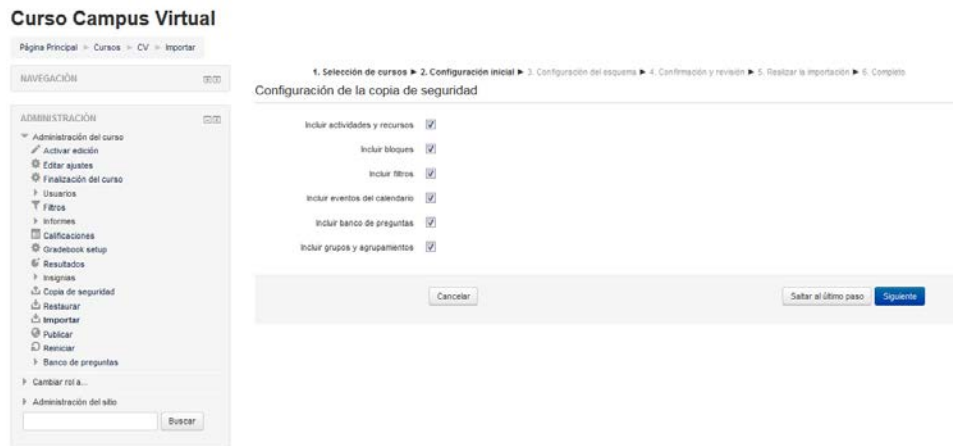 Curso Campus Virtual
Página Principal ► Cursos ► CV ► Importar
NAVEGACIÓN
1. Selección de cursos ► 2. Configuración inicial ► 3. Configuración del esquema ► 4. Confirmación y revisión ► 5. Realizar la importación ► 6. Completo
Configuración de la copia de seguridad
ADMINISTRACIÓN
Administración del curso
Activar edición
Editar ajustes
Finalización del curso
Usuarios
Filtros
Informes
Calificaciones
Gradebook setup
Resultados
Insignias
Copia de seguridad
Restaurar
Importar
Publicar
Reiniciar
Banco de preguntas
Cambiar rol a...
Administración del sitio
Buscar
Incluir actividades y recursos
Incluir bloques
Incluir filtros
Incluir eventos del calendario
Incluir banco de preguntas
Incluir grupos y agrupamientos
Cancelar
Saltar al último paso
Siguiente